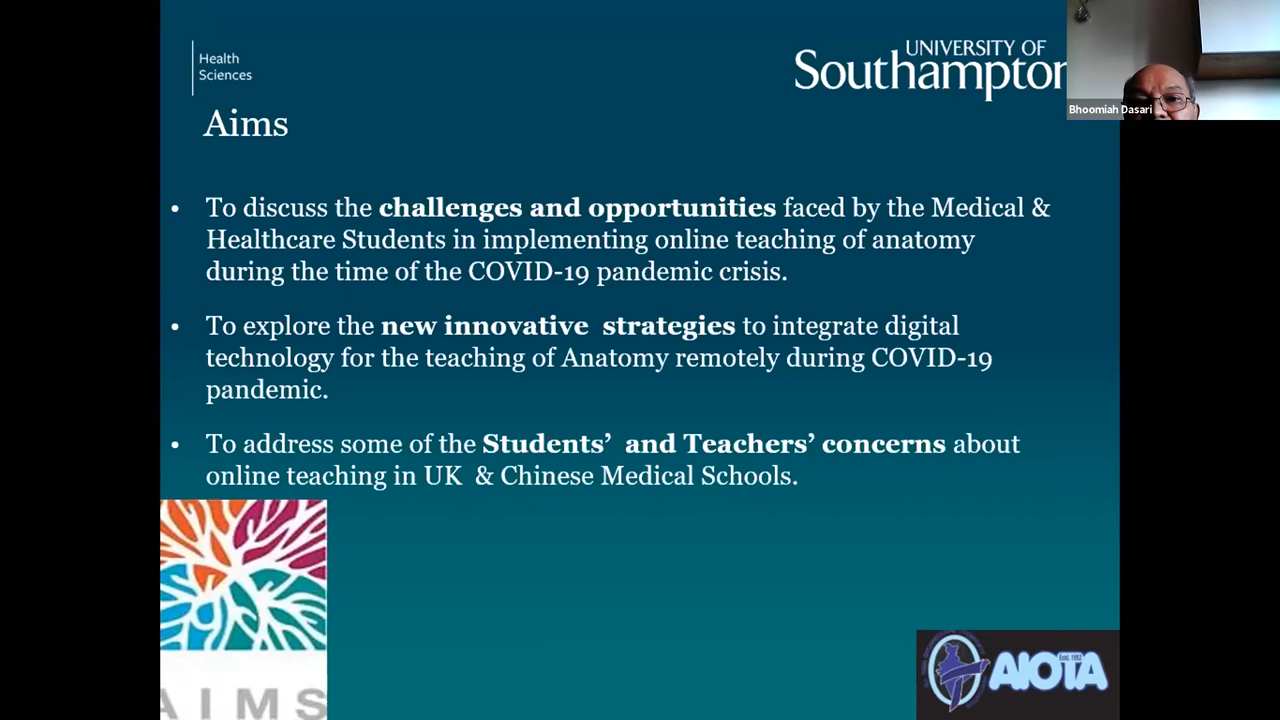 Health
Sciences
UNIVERSITY OF
Southampton
Bhoomiah Dasari
Aims
• To discuss the challenges and opportunities faced by the Medical &
Healthcare Students in implementing online teaching of anatomy
during the time of the COVID-19 pandemic crisis.
• To explore the new innovative strategies to integrate digital
technology for the teaching of Anatomy remotely during COVID-19
pandemic.
• To address some of the Students’ and Teachers’ concerns about
online teaching in UK & Chinese Medical Schools.
AIMS
Estd. 1952
AIOTA